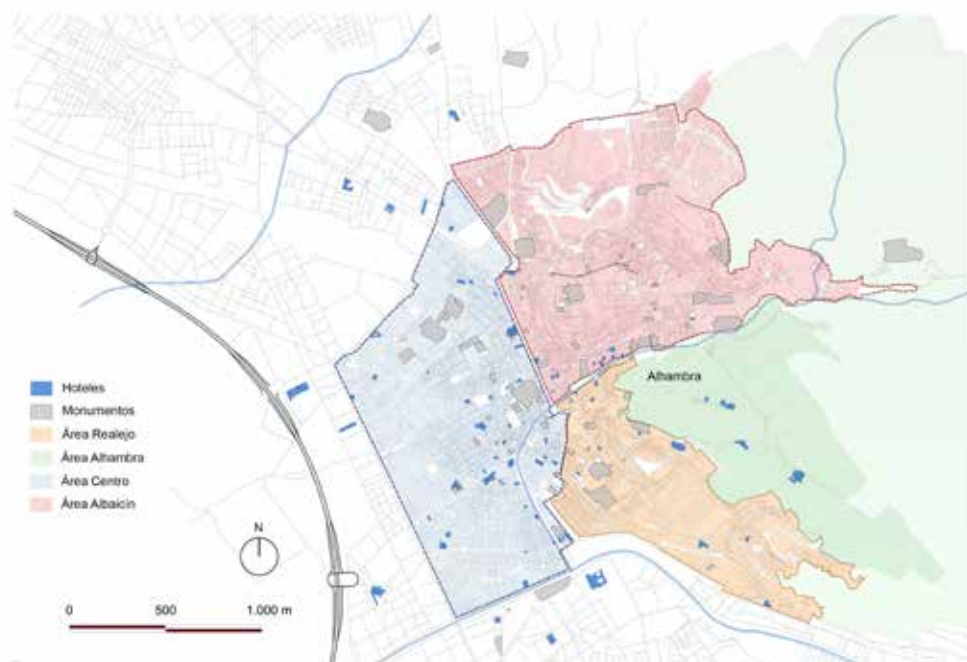 Alhambra
Hoteles
Monumentos
Área Realejo
Área Alhambra
Área Centro
Área Albaicín
N
0 500 1.000 m